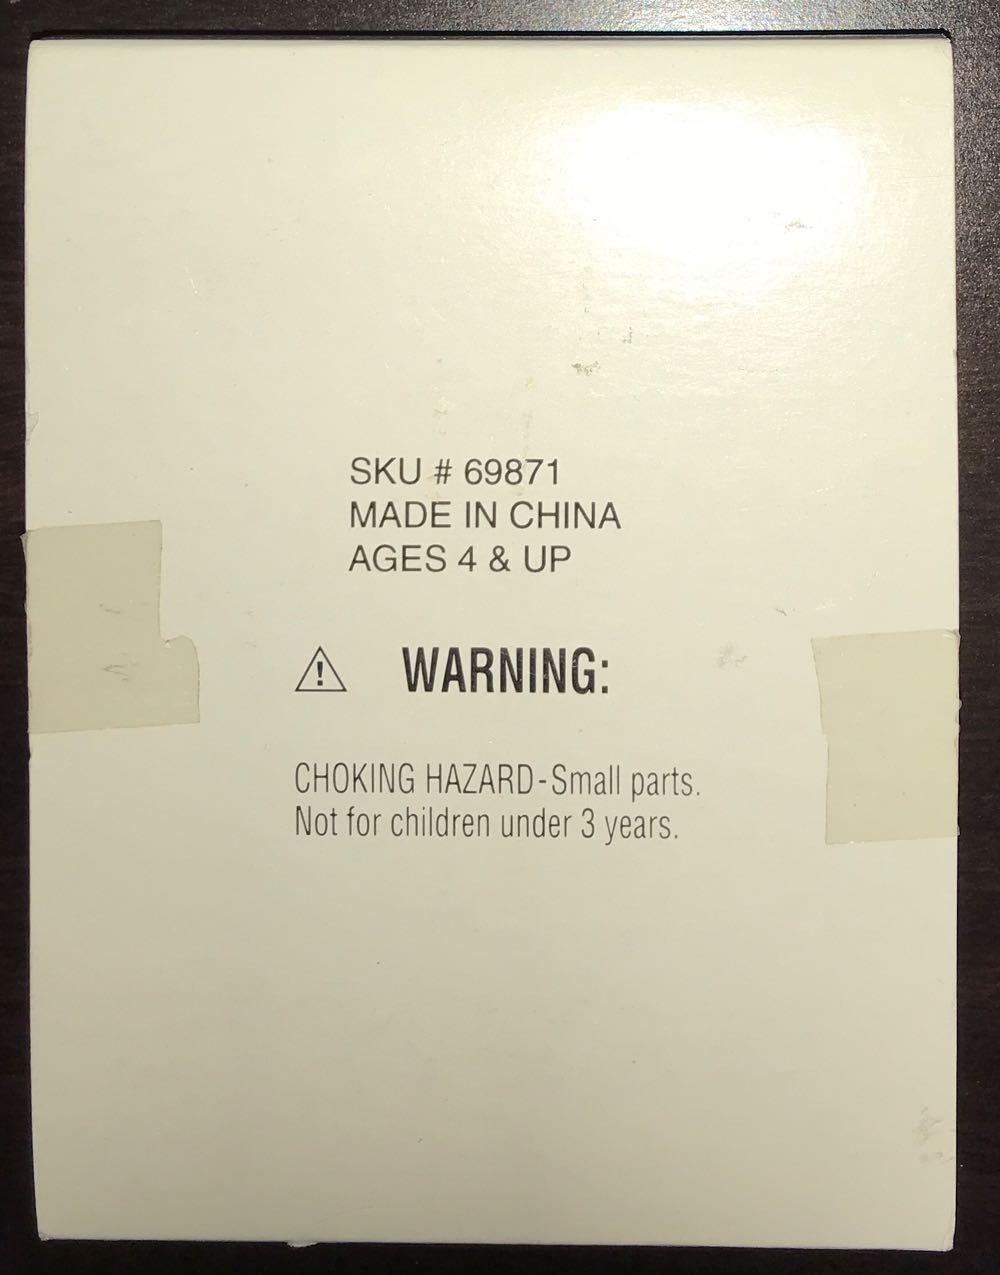 SKU # 69871
MADE IN CHINA
AGES 4 & UP
WARNING:
CHOKING HAZARD-Small parts.
Not for children under 3 years.